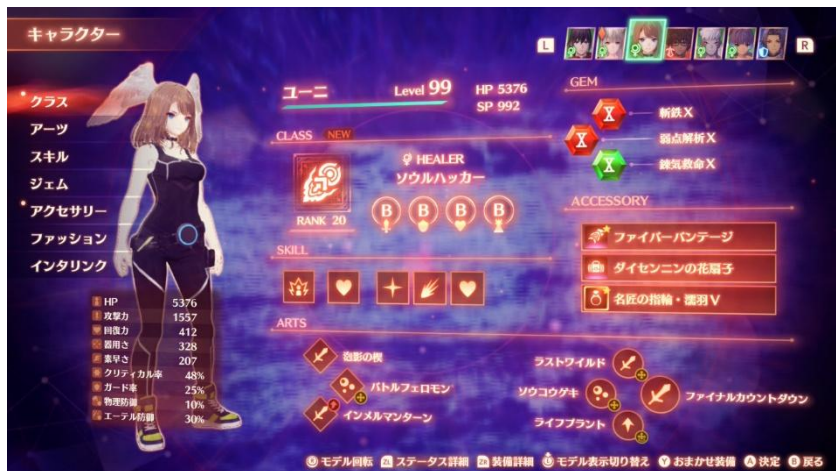 キャラクター
L
R
クラス
アーツ
スキル
ジェム
アクセサリー
ファッション
インタリンク
HP 5376
攻撃力 1557
回復力 412
器用さ 328
素早さ 207
クリティカル率 48%
ガード率 25%
物理防御 10%
エーテル防御 30%
ユーニ Level 99 HP 5376
SP 992
CLASS NEW
HEALER
ソウルハッカー
RANK 20
B B B B
SKILL
ARTS
泡影の楔
バトルフェロモン
インメルマンターン
ラストワイルド
ソウコウゲキ
ライフプラント
ファイナルカウントダウン
GEM
X 斬鉄X
X 弱点解析X
X 錬気救命X
ACCESSORY
ファイバーバンテージ
ダイセンニンの花扇子
名匠の指輪・濡羽V
モデル回転 ZL ステータス詳細 ZR 装備詳細 L モデル表示切り替え Y おまかせ装備 A 決定 B 戻る